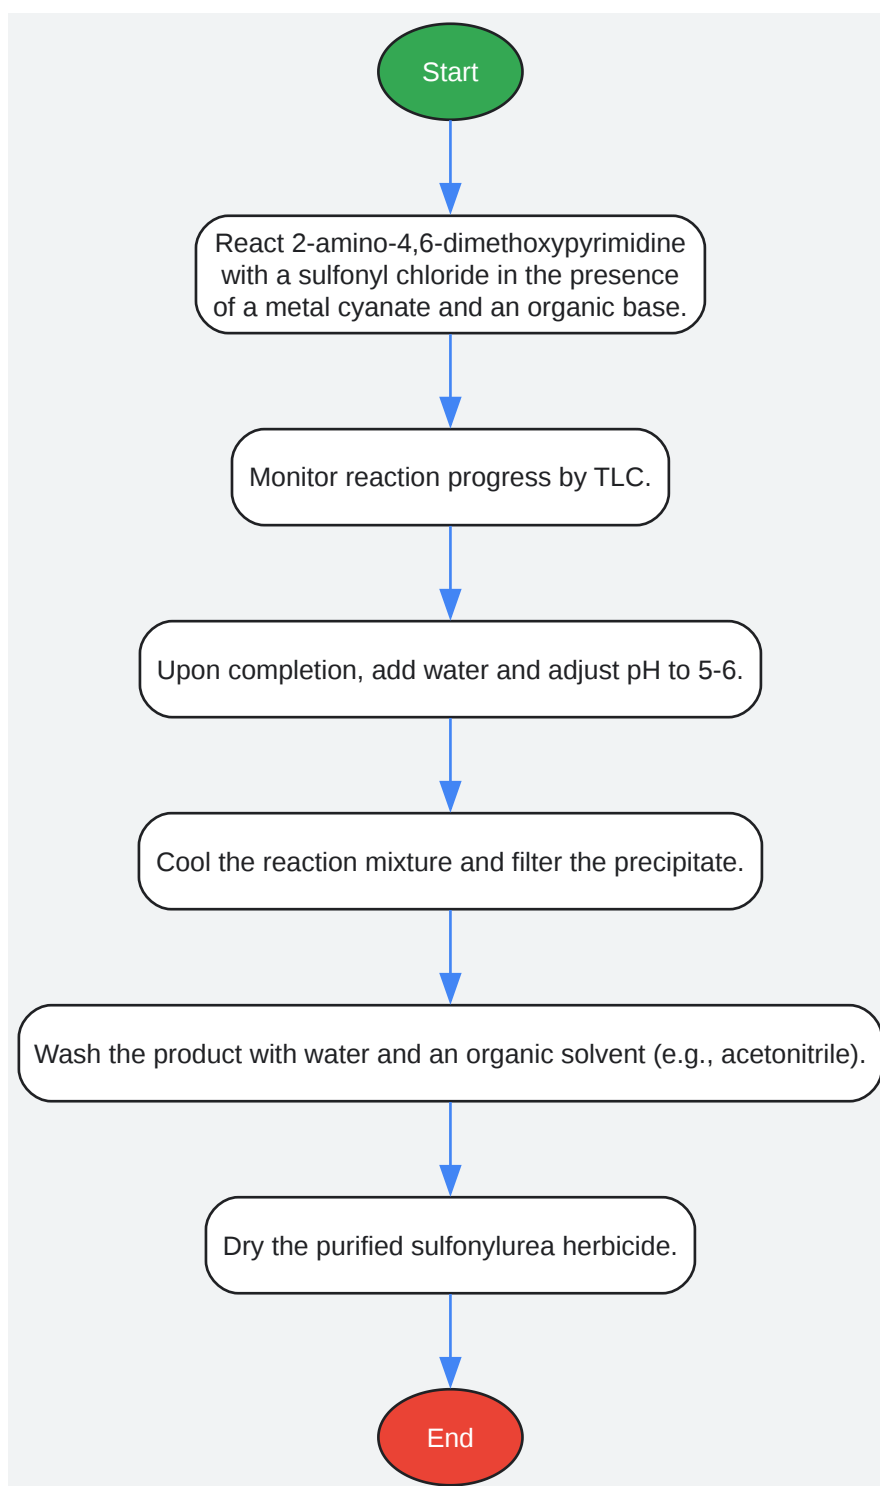 Start
React 2-amino-4,6-dimethoxypyrimidine
with a sulfonyl chloride in the presence
of a metal cyanate and an organic base.
Monitor reaction progress by TLC.
Upon completion, add water and adjust pH to 5-6.
Cool the reaction mixture and filter the precipitate.
Wash the product with water and an organic solvent (e.g., acetonitrile).
Dry the purified sulfonylurea herbicide.
End